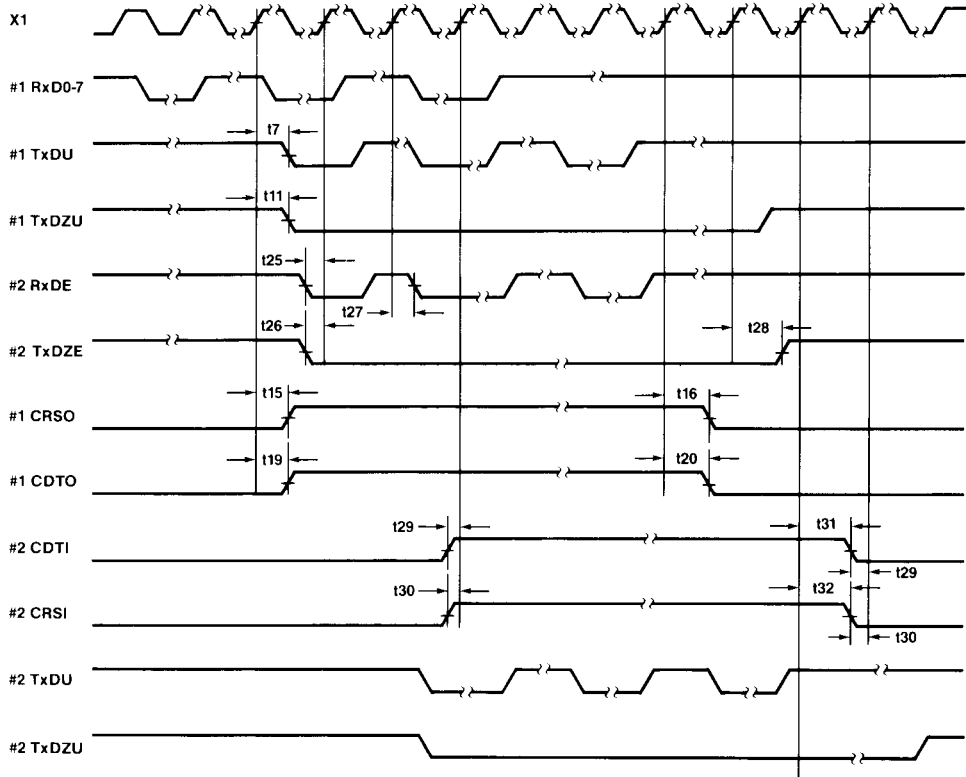 X1
#1 RxD0-7
t7
#1 TxDU
t11
#1 TxDZU
t25
#2 RxDE
t27
t26
t28
#2 TxDZE
t15
t16
#1 CRSO
t19
t20
#1 CDTO
t29
t31
#2 CDTI
t29
t30
t32
#2 CRSI
t30
#2 TxDU
#2 TxDZU